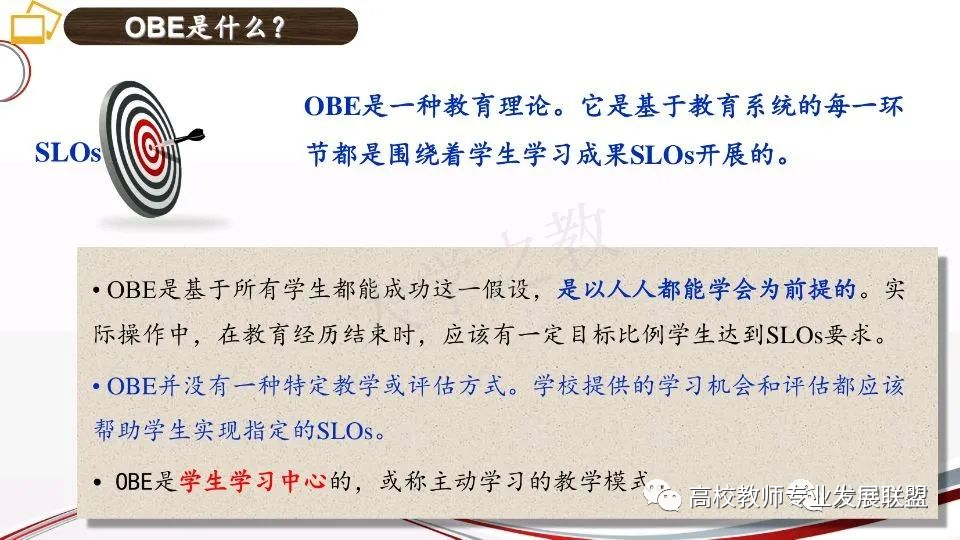 OBE是什么?
SLOs
OBE是一种教育理论。它是基于教育系统的每一环
节都是围绕着学生学习成果SLOs开展的。
• OBE是基于所有学生都能成功这一假设，是以人人都能学会为前提的。实
际操作中，在教育经历结束时，应该有一定目标比例学生达到SLOs要求。
• OBE并没有一种特定教学或评估方式。学校提供的学习机会和评估都应该
帮助学生实现指定的SLOs。
• OBE是学生学习中心的，或称主动学习的教学模式
高校教师专业发展联盟